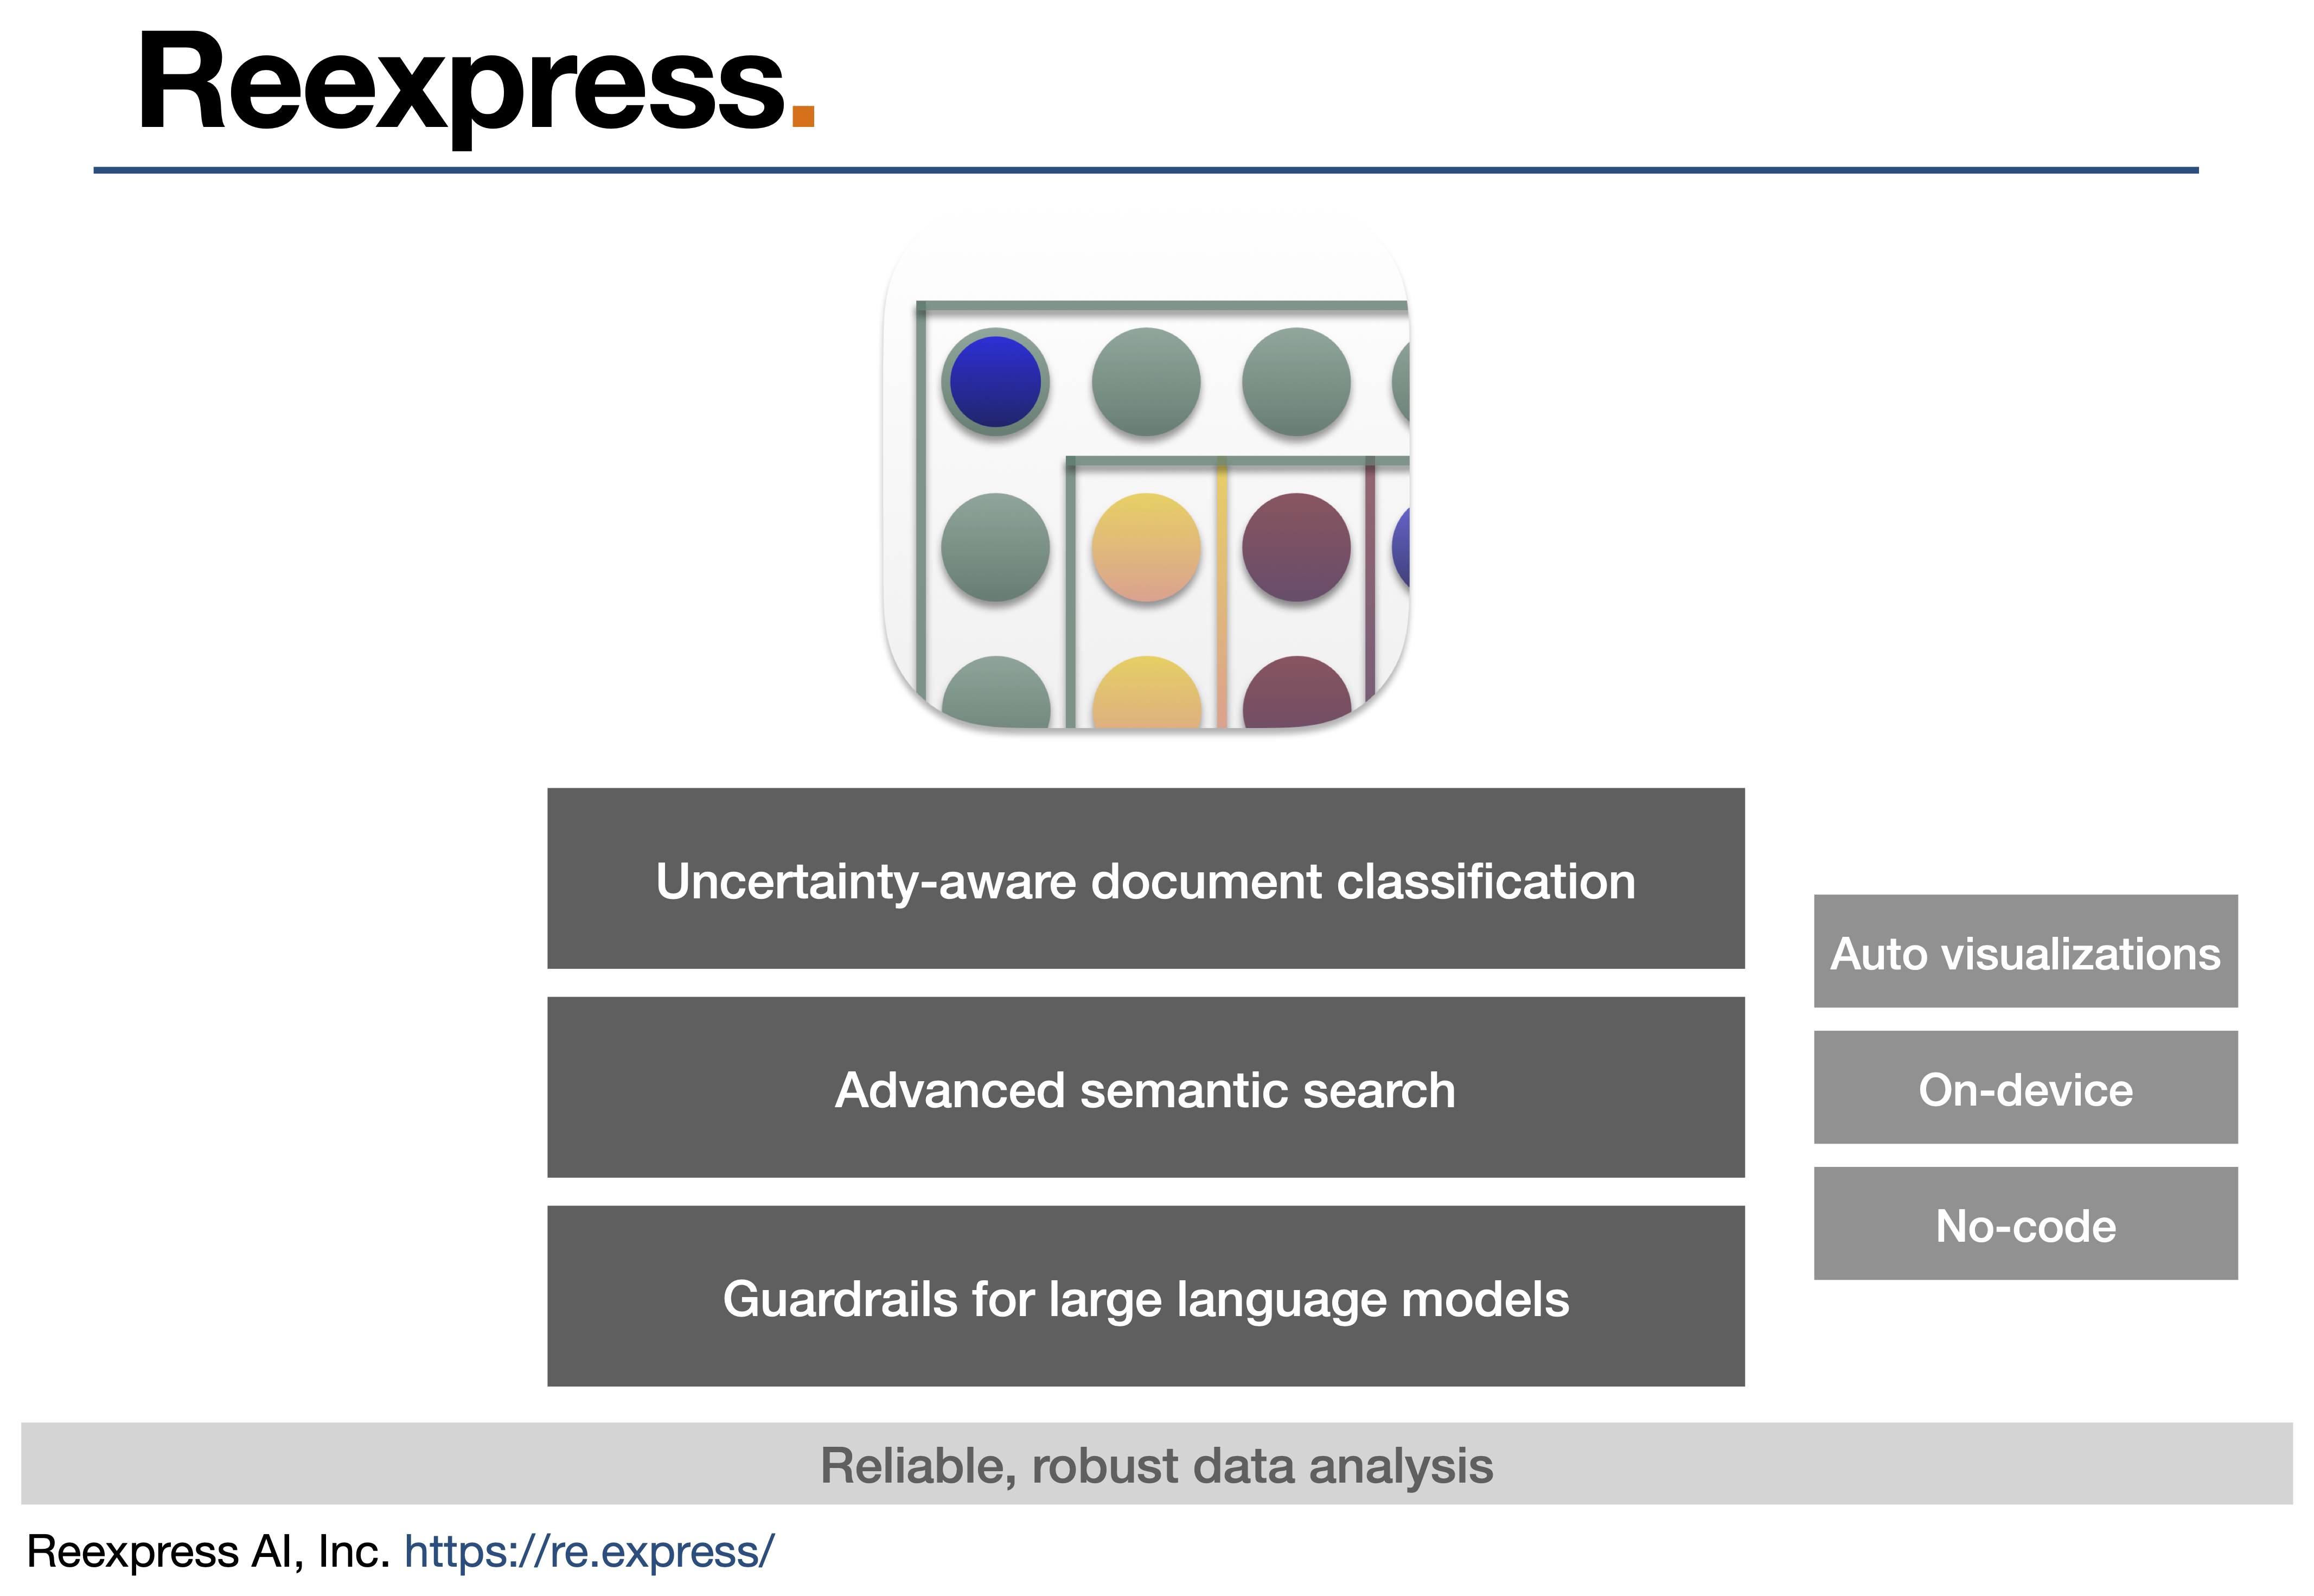 Reexpress.
Uncertainty-aware document classification
Advanced semantic search
Guardrails for large language models
Auto visualizations
On-device
No-code
Reliable, robust data analysis
Reexpress AI, Inc. https://re.express/